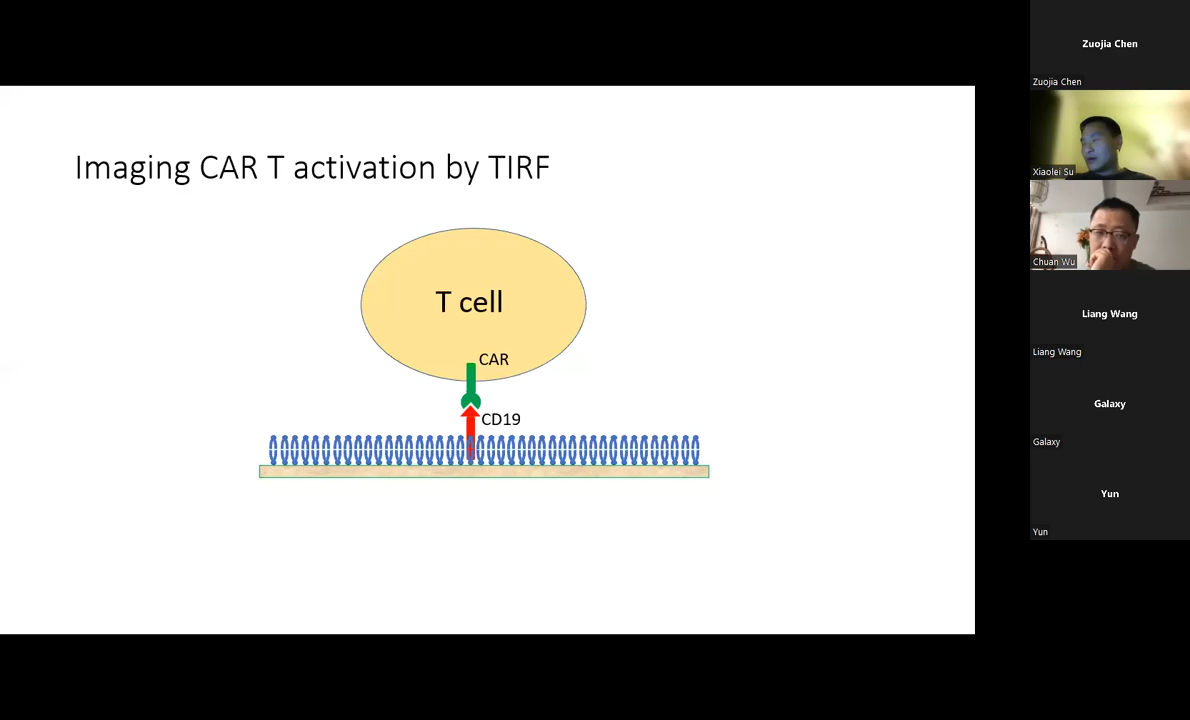 Imaging CAR T activation by TIRF
T cell
CAR
CD19
Zuojia Chen
Zuojia Chen
Xiaolei Su
Chuan Wu
Liang Wang
Liang Wang
Galaxy
Galaxy
Yun
Yun